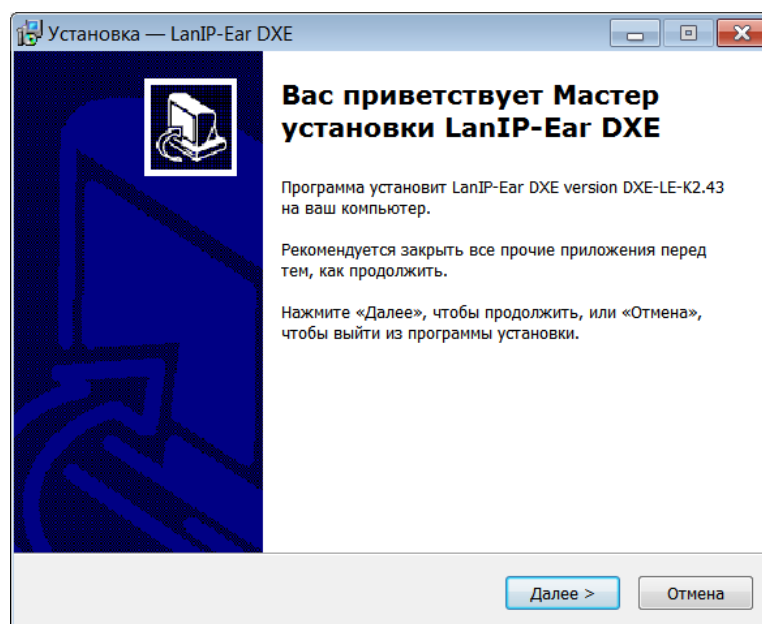 Установка — LanIP-Ear DXE
Вас приветствует Мастер
установки LanIP-Ear DXE
Программа установит LanIP-Ear DXE version DXE-LE-K2.43
на ваш компьютер.
Рекомендуется закрыть все прочие приложения перед
тем, как продолжить.
Нажмите «Далее», чтобы продолжить, или «Отмена»,
чтобы выйти из программы установки.
Далее >
Отмена